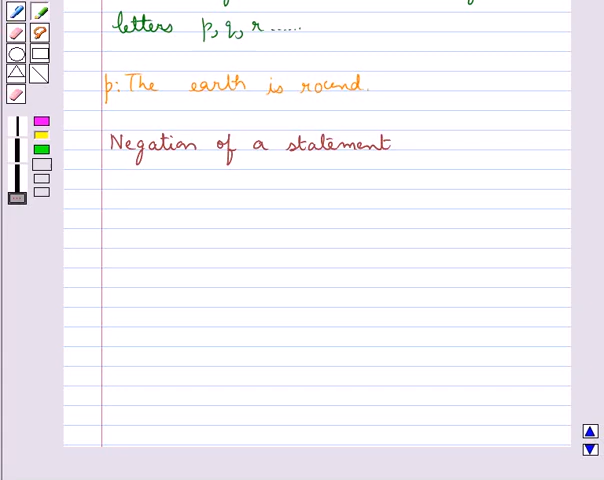 letters p, q, r ......
p: The earth is round.
Negation of a statement